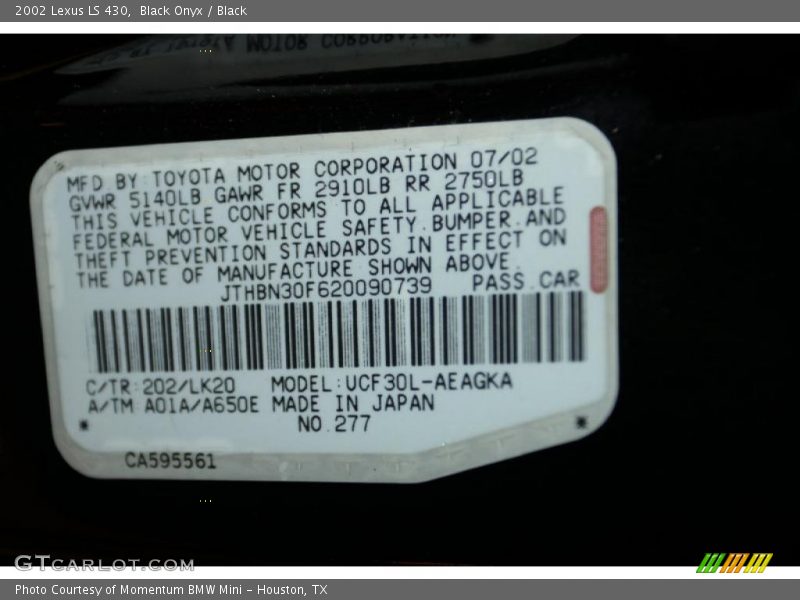 2002 Lexus LS 430, Black Onyx / Black
MFD BY TOYOTA MOTOR CORPORATION 07/02
GVWR 5140LB GAWR FR 2910LB RR 2750LB
THIS VEHICLE CONFORMS TO ALL APPLICABLE
FEDERAL MOTOR VEHICLE SAFETY, BUMPER, AND
THEFT PREVENTION STANDARDS IN EFFECT ON
THE DATE OF MANUFACTURE SHOWN ABOVE.
JTHBN30F620090739 PASS. CAR
C/TR: 202/LK20 MODEL: UCF30L-AEAGKA
A/TM: A01A/A650E MADE IN JAPAN
NO. 277
CA595561
GTCARLOT.COM
Photo Courtesy of Momentum BMW Mini - Houston, TX